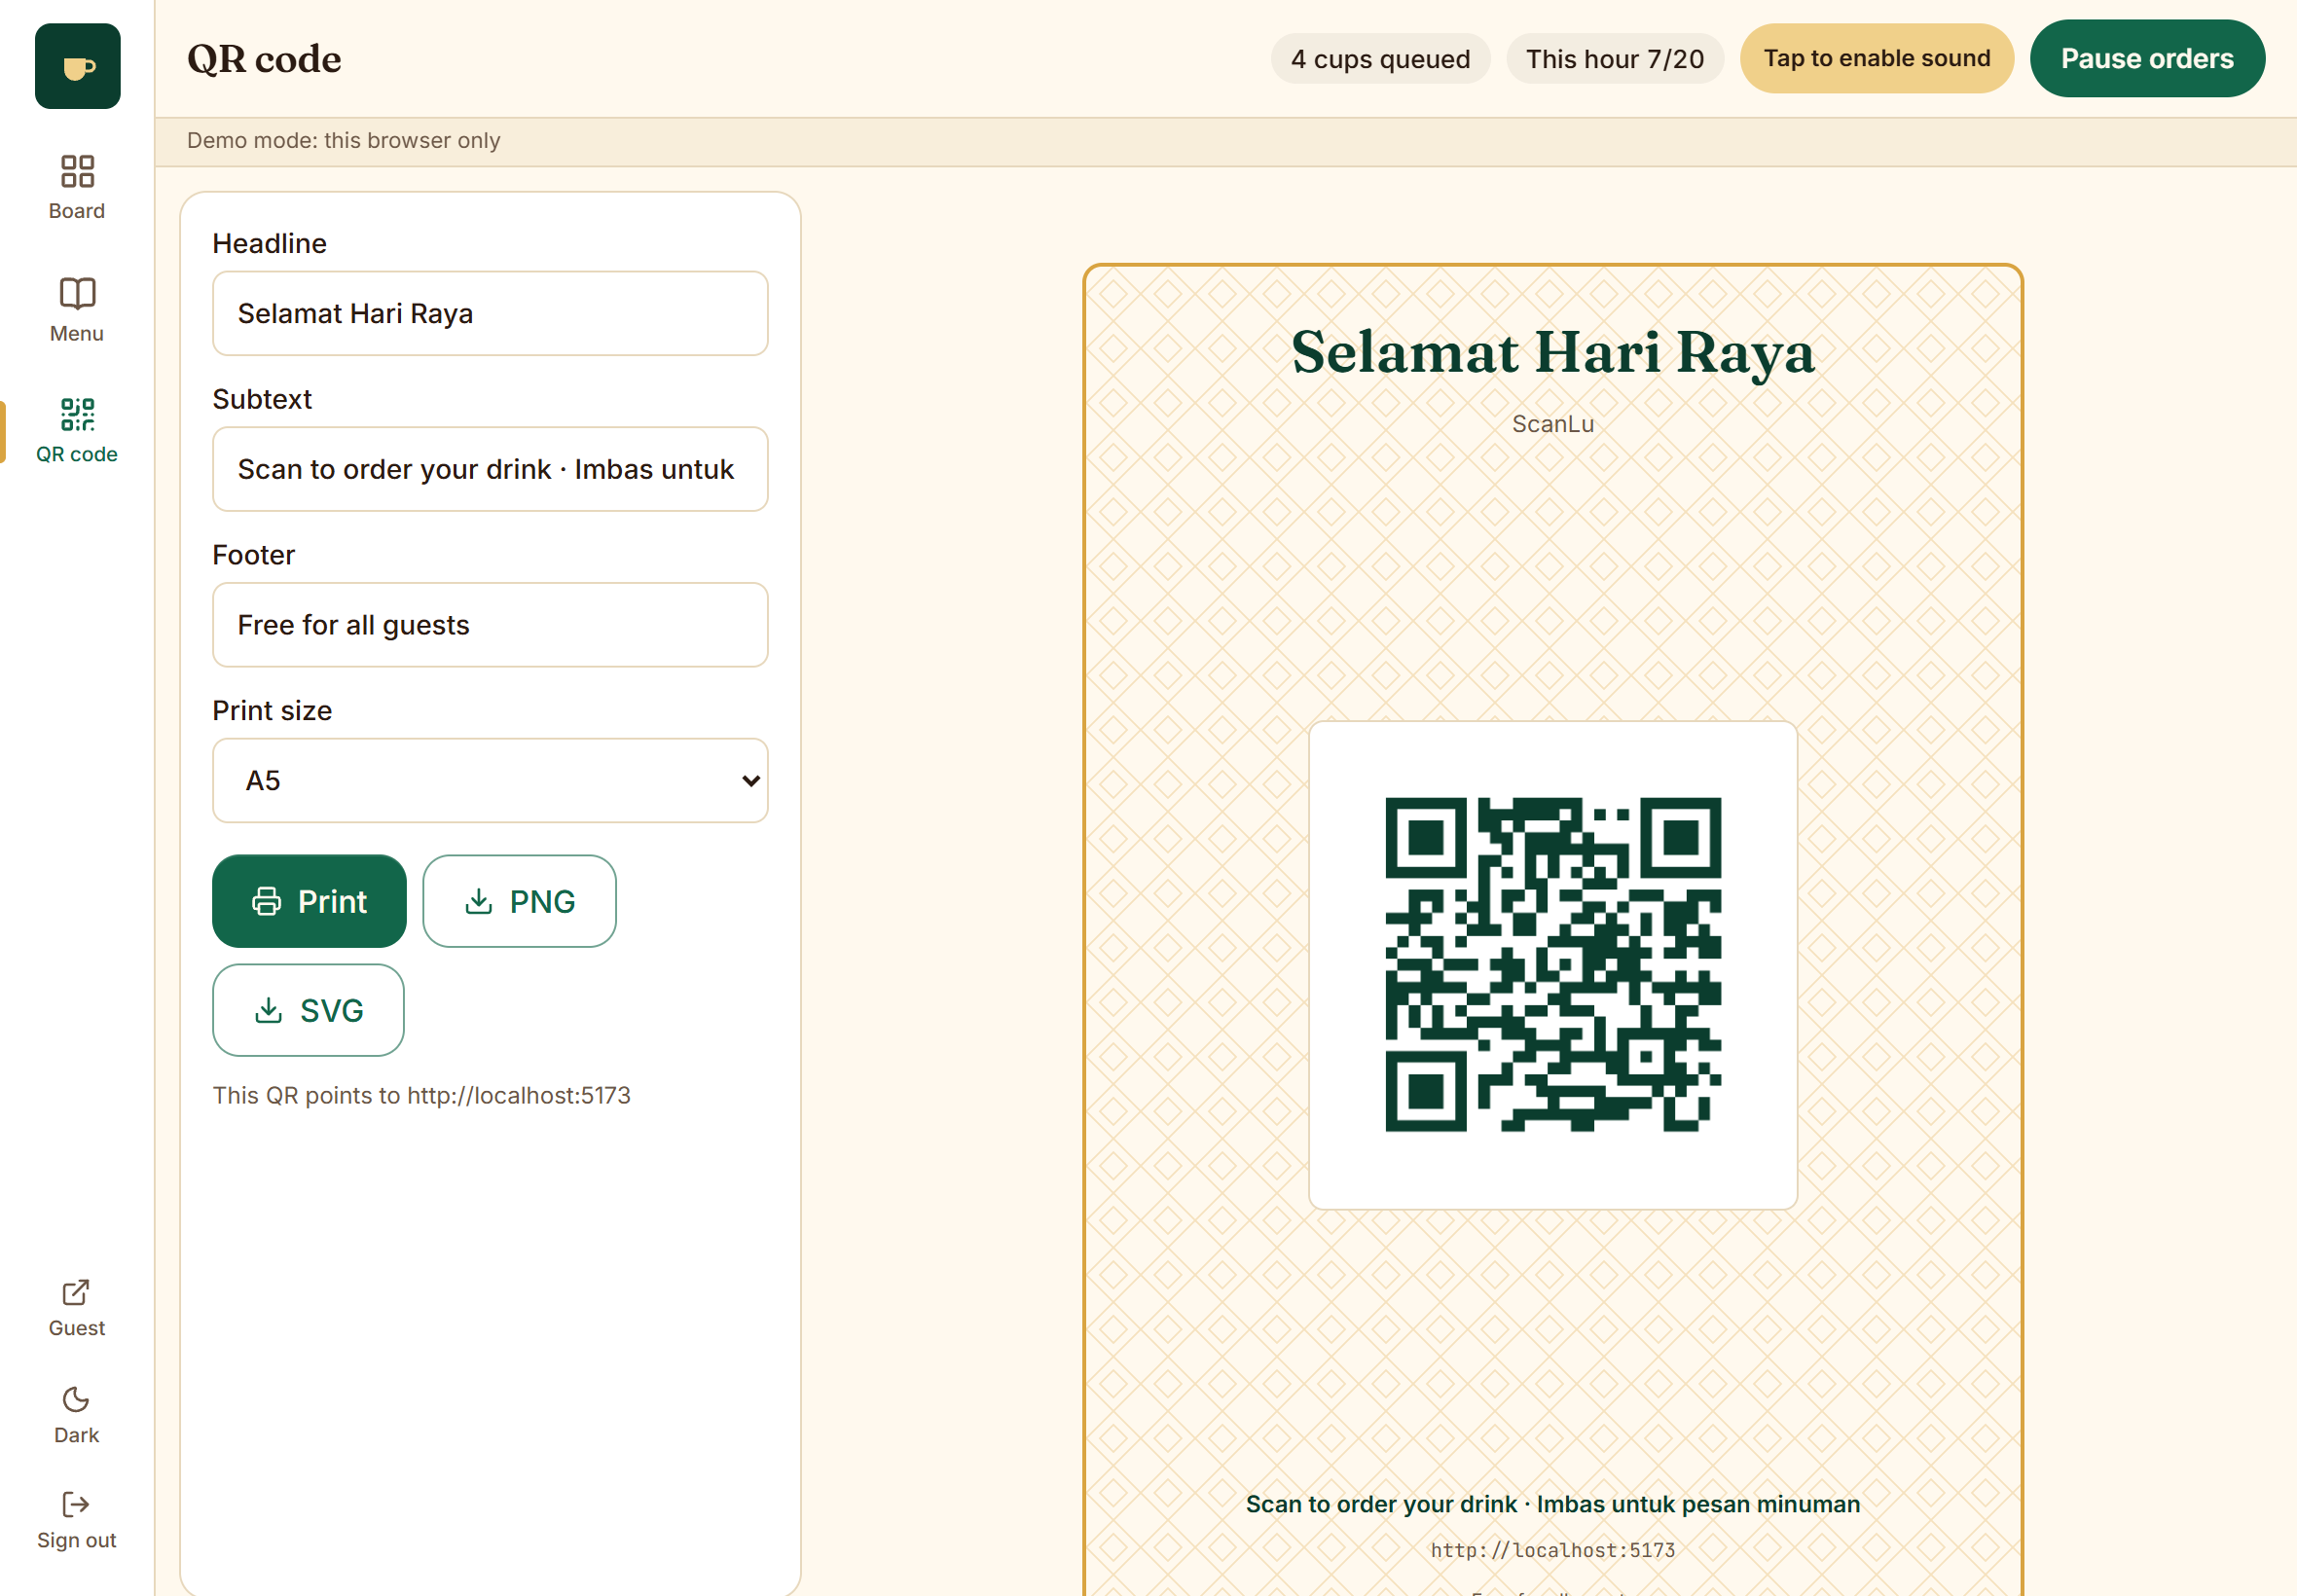 QR code
4 cups queued
This hour 7/20
Tap to enable sound
Pause orders
Demo mode: this browser only
Board
Menu
QR code
Guest
Dark
Sign out
Headline
Selamat Hari Raya
Subtext
Scan to order your drink · Imbas untuk
Footer
Free for all guests
Print size
A5
Print
PNG
SVG
This QR points to http://localhost:5173
Selamat Hari Raya
ScanLu
Scan to order your drink · Imbas untuk pesan minuman
http://localhost:5173